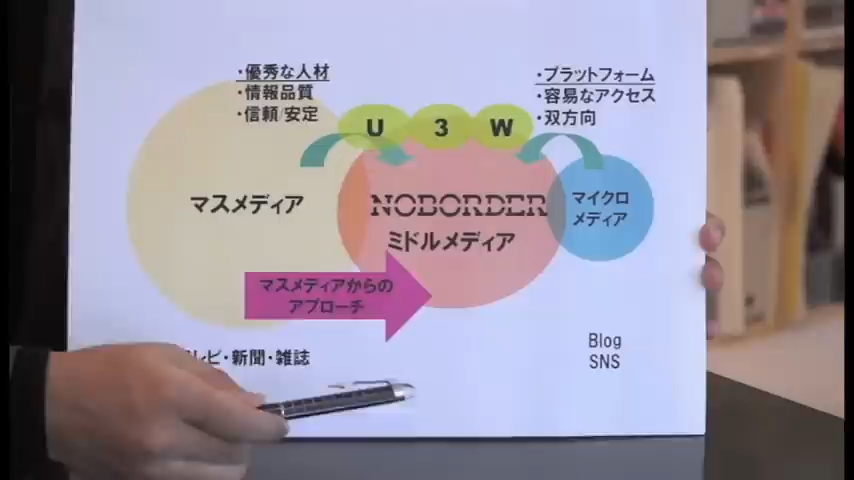 ・優秀な人材
・情報品質
・信頼/安定
・プラットフォーム
・容易なアクセス
・双方向
U
3
W
マスメディア
NOBORDER
ミドルメディア
マイクロ
メディア
マスメディアからの
アプローチ
レビ・新聞・雑誌
Blog
SNS